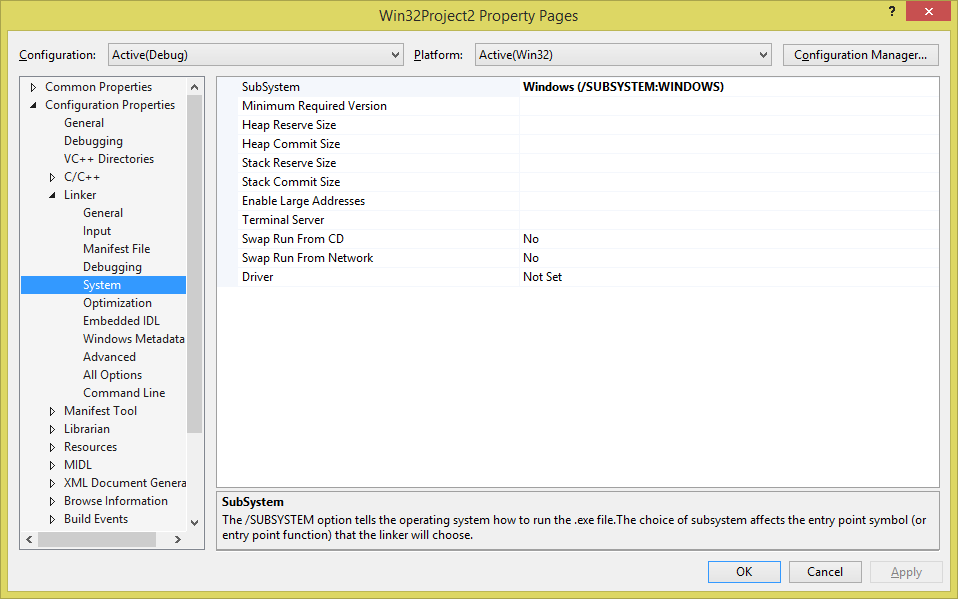 Win32Project2 Property Pages
? ×
Configuration: Active(Debug) Platform: Active(Win32) Configuration Manager...
Common Properties
Configuration Properties
General
Debugging
VC++ Directories
C/C++
Linker
General
Input
Manifest File
Debugging
System
Optimization
Embedded IDL
Windows Metadata
Advanced
All Options
Command Line
Manifest Tool
Librarian
Resources
MIDL
XML Document Genera
Browse Information
Build Events
SubSystem Windows (/SUBSYSTEM:WINDOWS)
Minimum Required Version
Heap Reserve Size
Heap Commit Size
Stack Reserve Size
Stack Commit Size
Enable Large Addresses
Terminal Server
Swap Run From CD No
Swap Run From Network No
Driver Not Set
SubSystem
The /SUBSYSTEM option tells the operating system how to run the .exe file.The choice of subsystem affects the entry point symbol (or
entry point function) that the linker will choose.
OK Cancel Apply